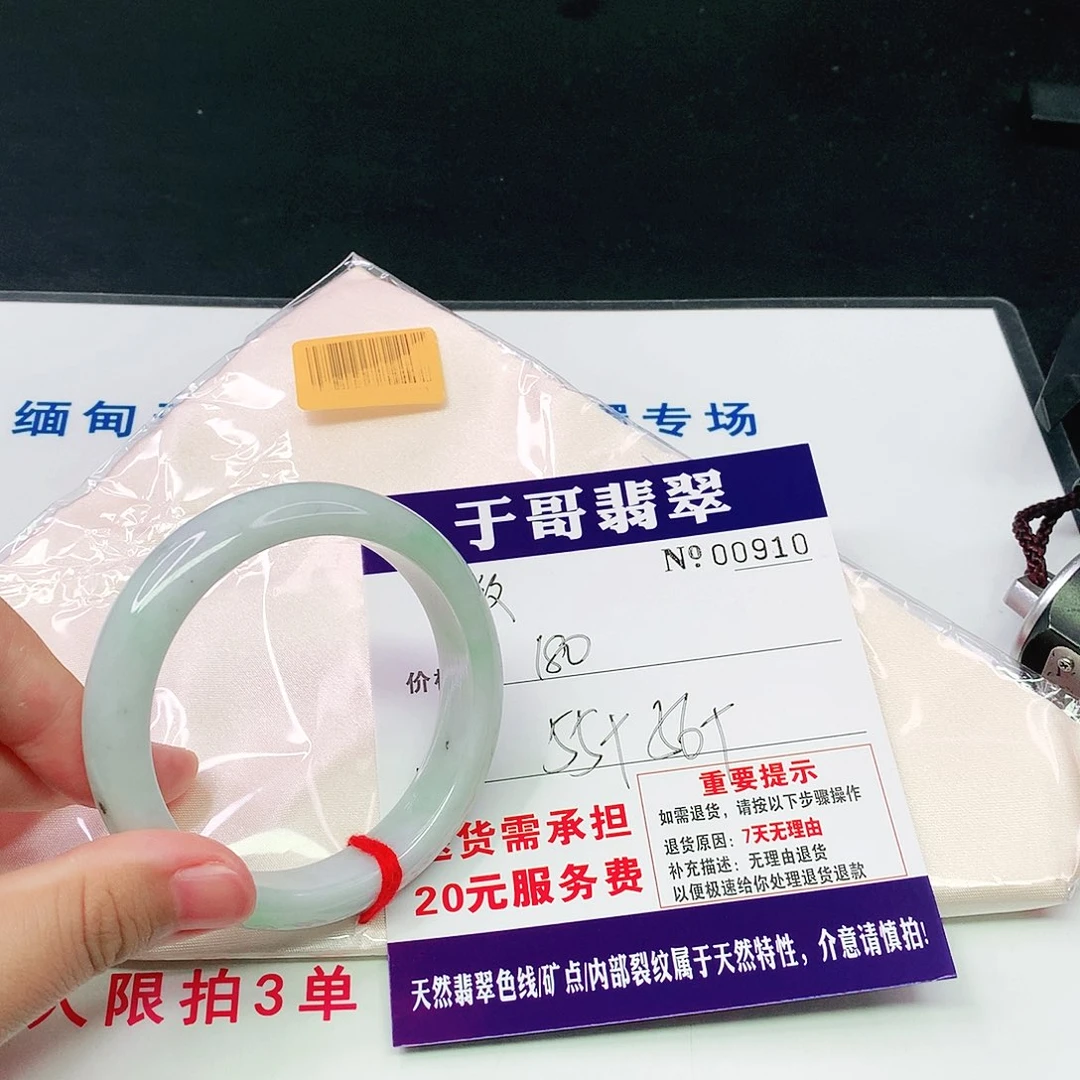 缅甸
专场
于哥翡翠
Nº 00910
180
价
55+
重要提示
如需退货，请按以下步骤操作
退货原因：7天无理由
补充描述：无理由退货
以便极速给你处理退货退款
货需承担
20元服务费
天然翡翠色线/矿点/内部裂纹属于天然特性，介意请慎拍!
人限拍3单